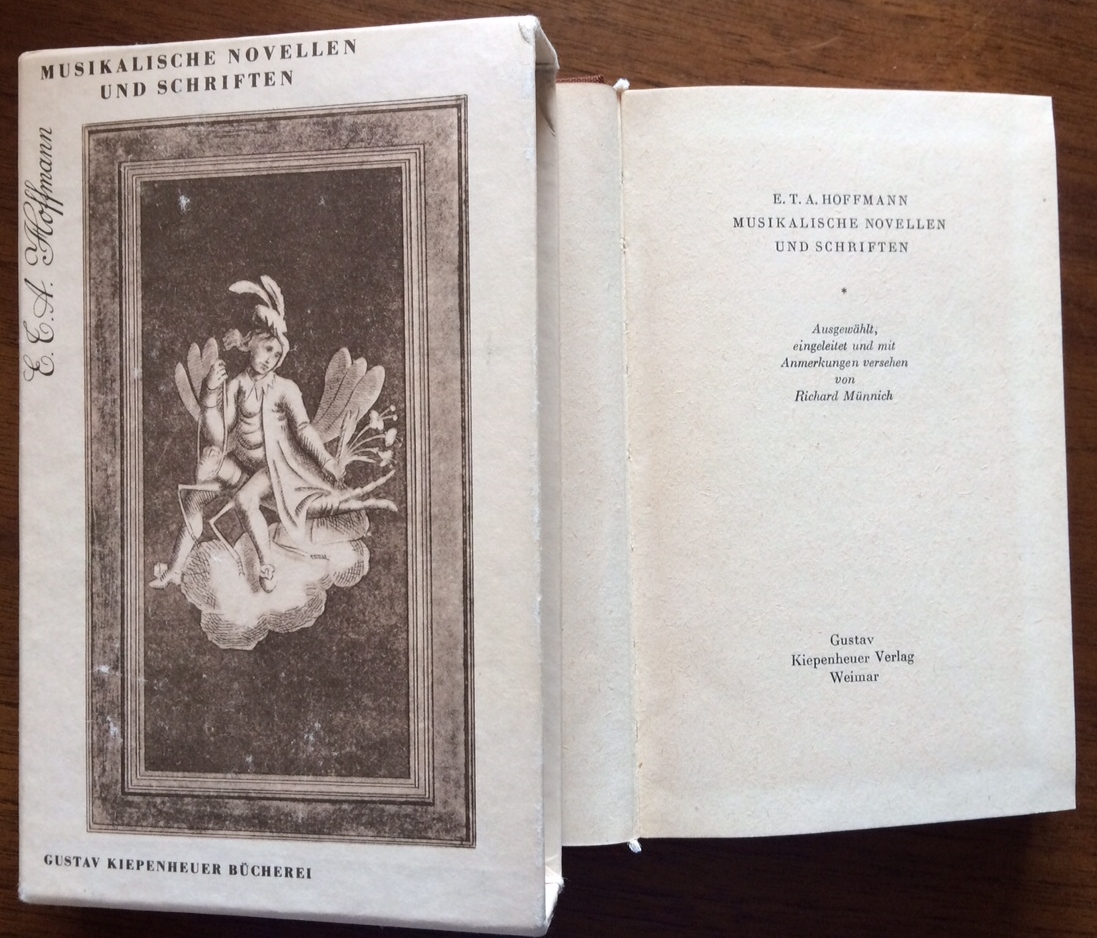 MUSIKALISCHE NOVELLEN
UND SCHRIFTEN
E. T. A. Hoffmann
GUSTAV KIEPENHEUER BÜCHEREI
E. T. A. HOFFMANN
MUSIKALISCHE NOVELLEN
UND SCHRIFTEN
*
Ausgewählt,
eingeleitet und mit
Anmerkungen versehen
von
Richard Münnich
Gustav
Kiepenheuer Verlag
Weimar